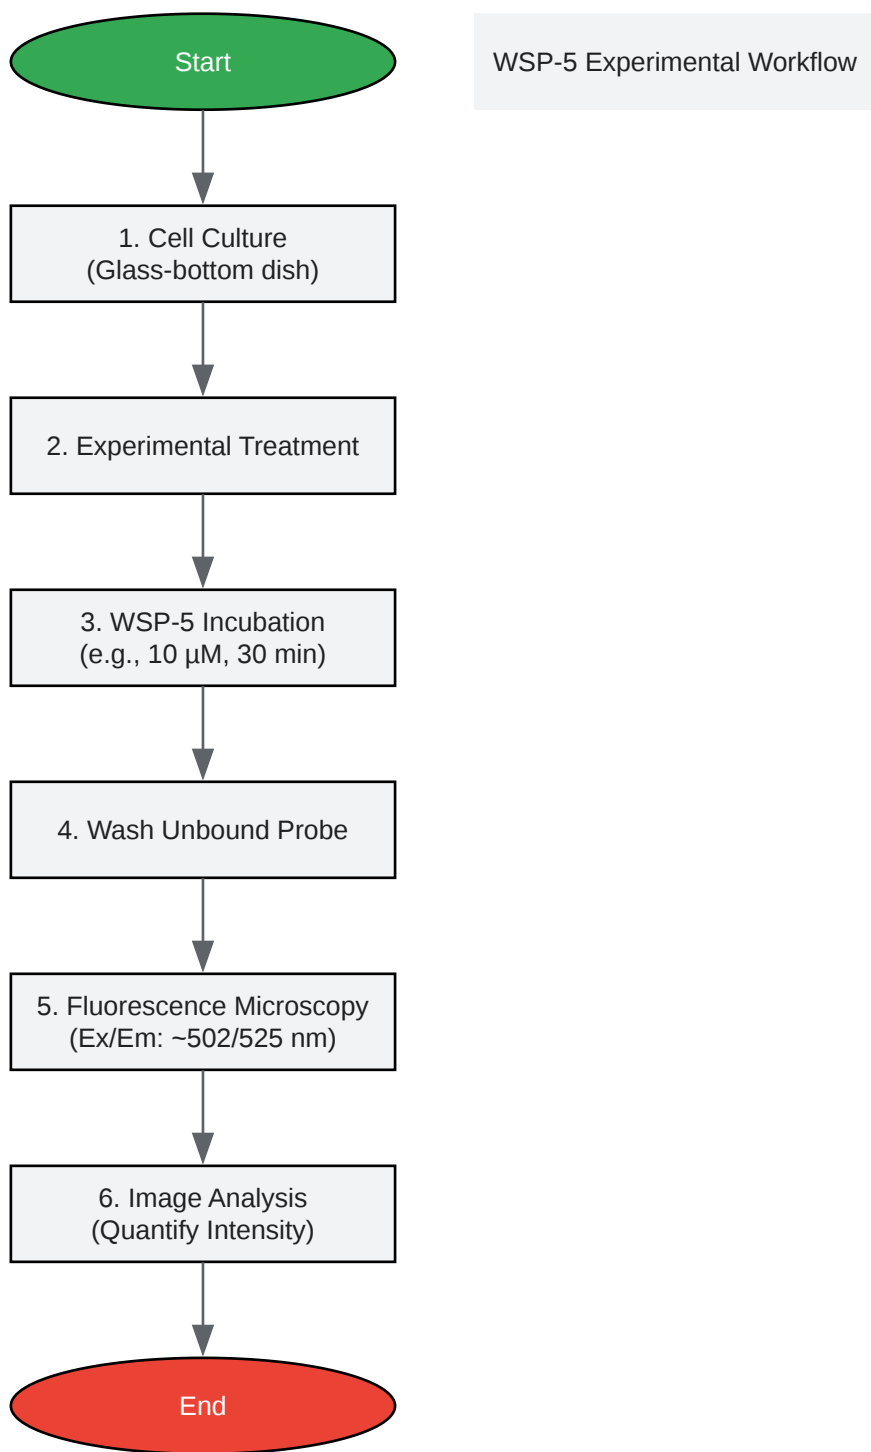 Start
WSP-5 Experimental Workflow
1. Cell Culture
(Glass-bottom dish)
2. Experimental Treatment
3. WSP-5 Incubation
(e.g., 10 µM, 30 min)
4. Wash Unbound Probe
5. Fluorescence Microscopy
(Ex/Em: ~502/525 nm)
6. Image Analysis
(Quantify Intensity)
End